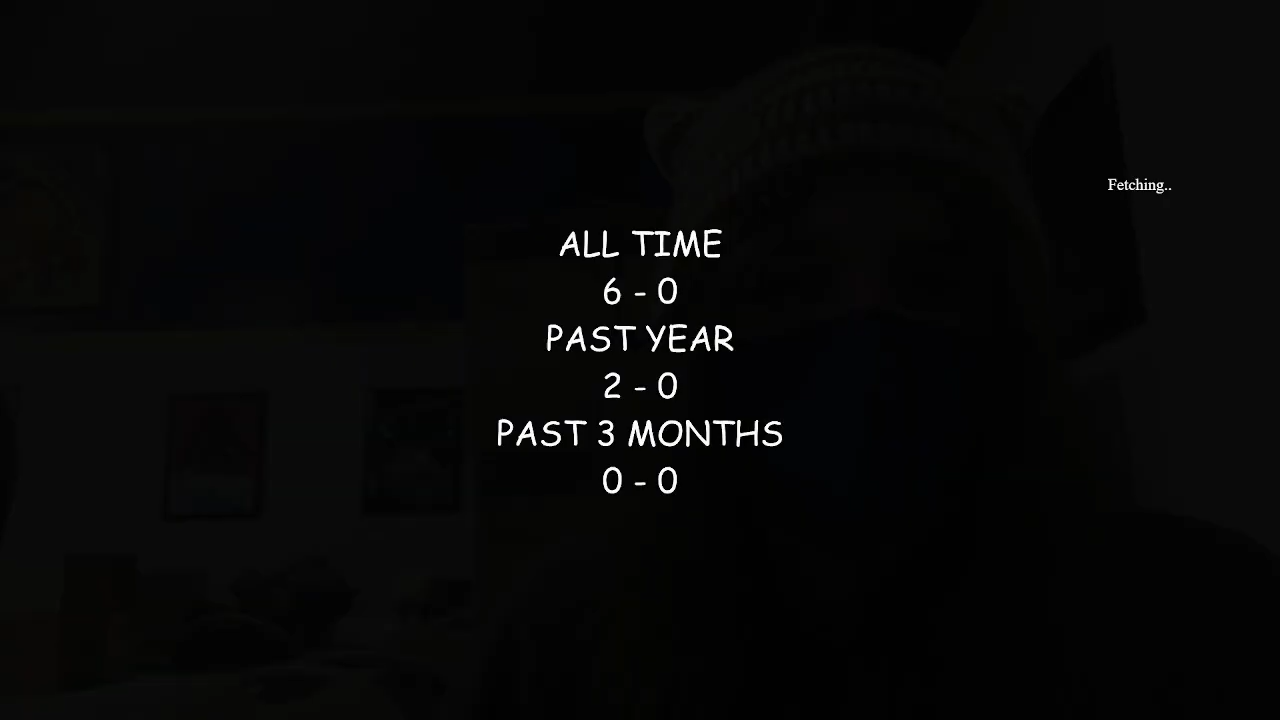 Fetching..
ALL TIME
6 - 0
PAST YEAR
2 - 0
PAST 3 MONTHS
0 - 0